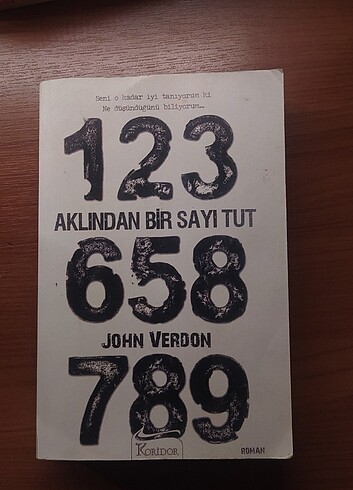 Seni o kadar iyi tanıyorum ki
Ne düşündüğünü biliyorum...
123
AKLINDAN BİR SAYI TUT
658
JOHN VERDON
789
KORİDOR
ROMAN